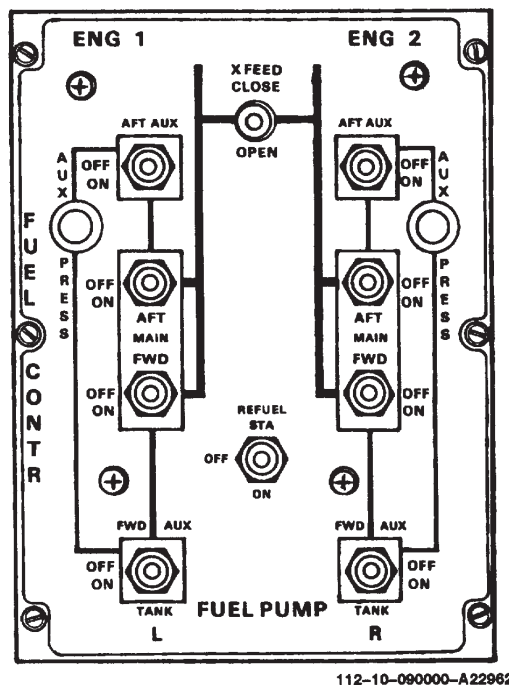 ENG 1
ENG 2
X FEED
CLOSE
OPEN
AFT AUX
OFF
ON
AUX
PRESS
FUEL
CONTR
OFF
ON
AFT
MAIN
FWD
OFF
ON
FWD AUX
OFF
ON
TANK
L
REFUEL
STA
OFF
ON
FUEL PUMP
AFT AUX
OFF
ON
AUX
PRESS
OFF
ON
AFT
MAIN
FWD
OFF
ON
FWD AUX
OFF
ON
TANK
R
112-10-090000-A22962